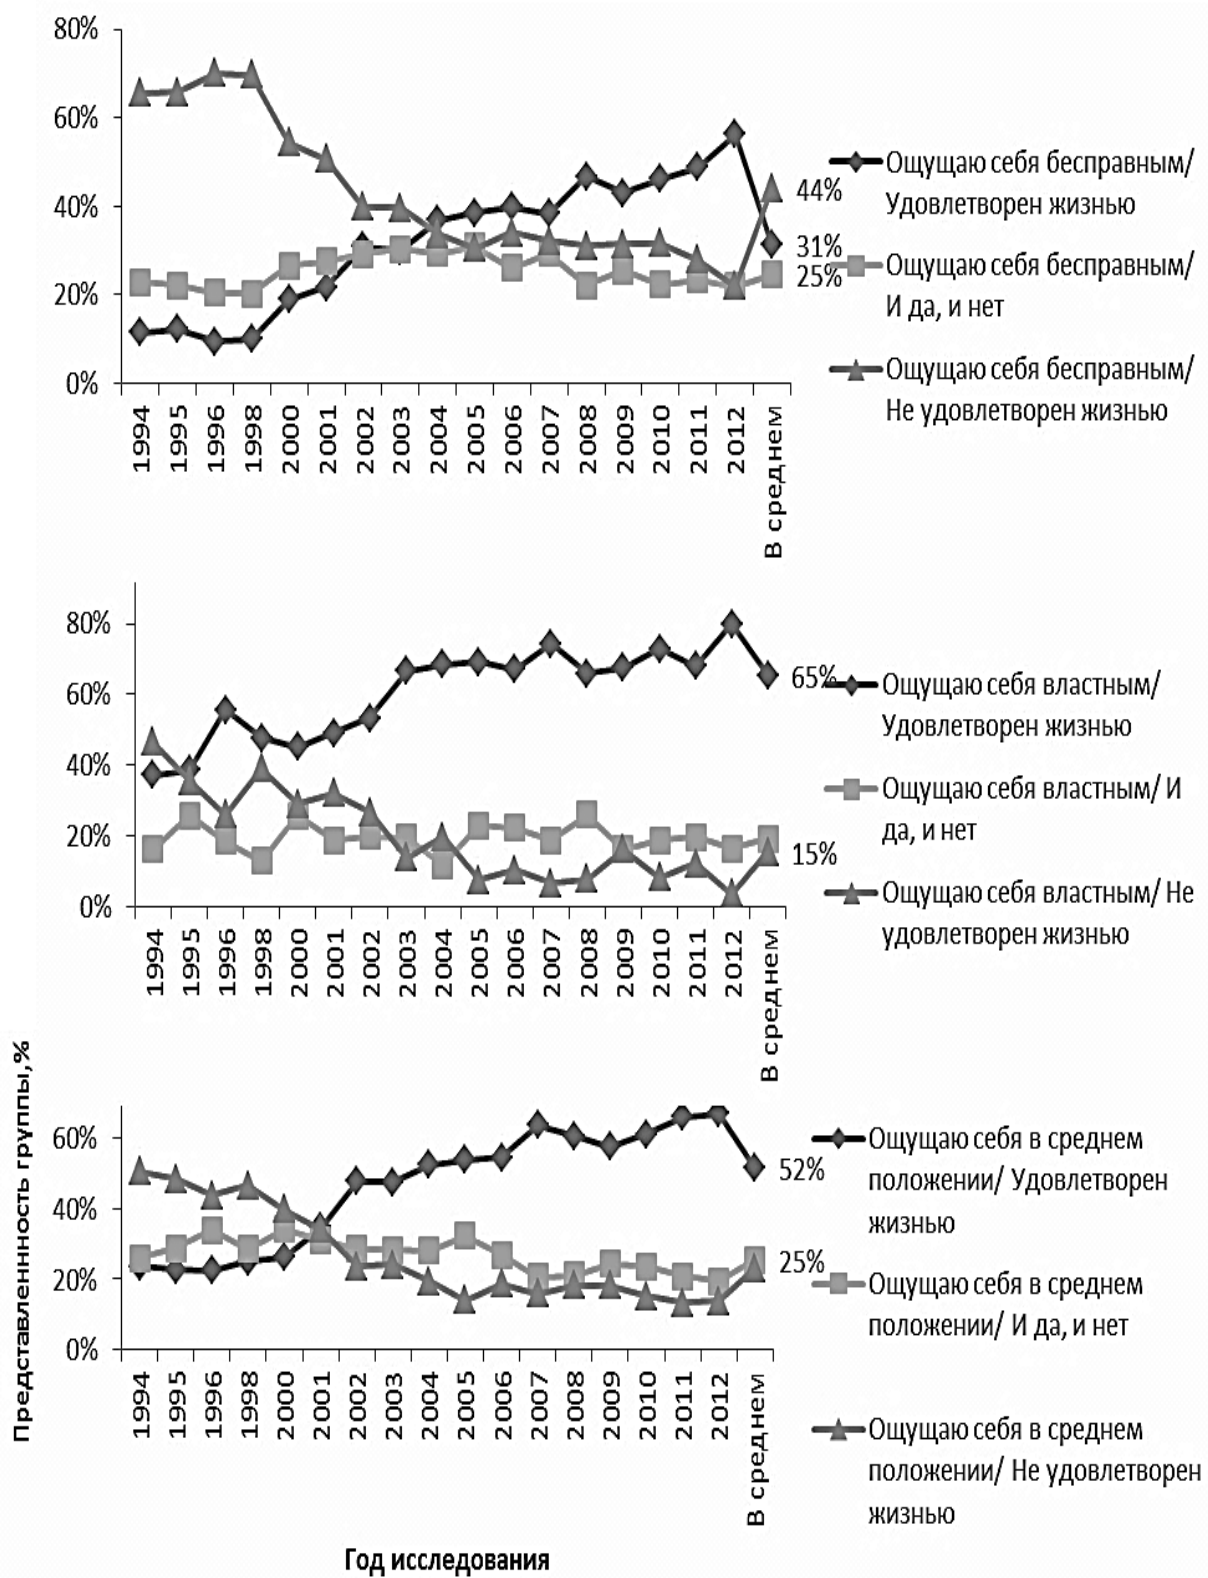 80%
60%
40%
20%
0%
44%
31%
25%
Ощущаю себя бесправным/
Удовлетворен жизнью
Ощущаю себя бесправным/
И да, и нет
Ощущаю себя бесправным/
Не удовлетворен жизнью
1994
1995
1996
1998
2000
2001
2002
2003
2004
2005
2006
2007
2008
2009
2010
2011
2012
В среднем
80%
60%
40%
20%
0%
65%
15%
Ощущаю себя властным/
Удовлетворен жизнью
Ощущаю себя властным/ И
да, и нет
Ощущаю себя властным/ Не
удовлетворен жизнью
1994
1995
1996
1998
2000
2001
2002
2003
2004
2005
2006
2007
2008
2009
2010
2011
2012
В среднем
Представленнность группы,%
60%
40%
20%
0%
52%
25%
Ощущаю себя в среднем
положении/ Удовлетворен
жизнью
Ощущаю себя в среднем
положении/ И да, и нет
Ощущаю себя в среднем
положении/ Не удовлетворен
жизнью
1994
1995
1996
1998
2000
2001
2002
2003
2004
2005
2006
2007
2008
2009
2010
2011
2012
В среднем
Год исследования